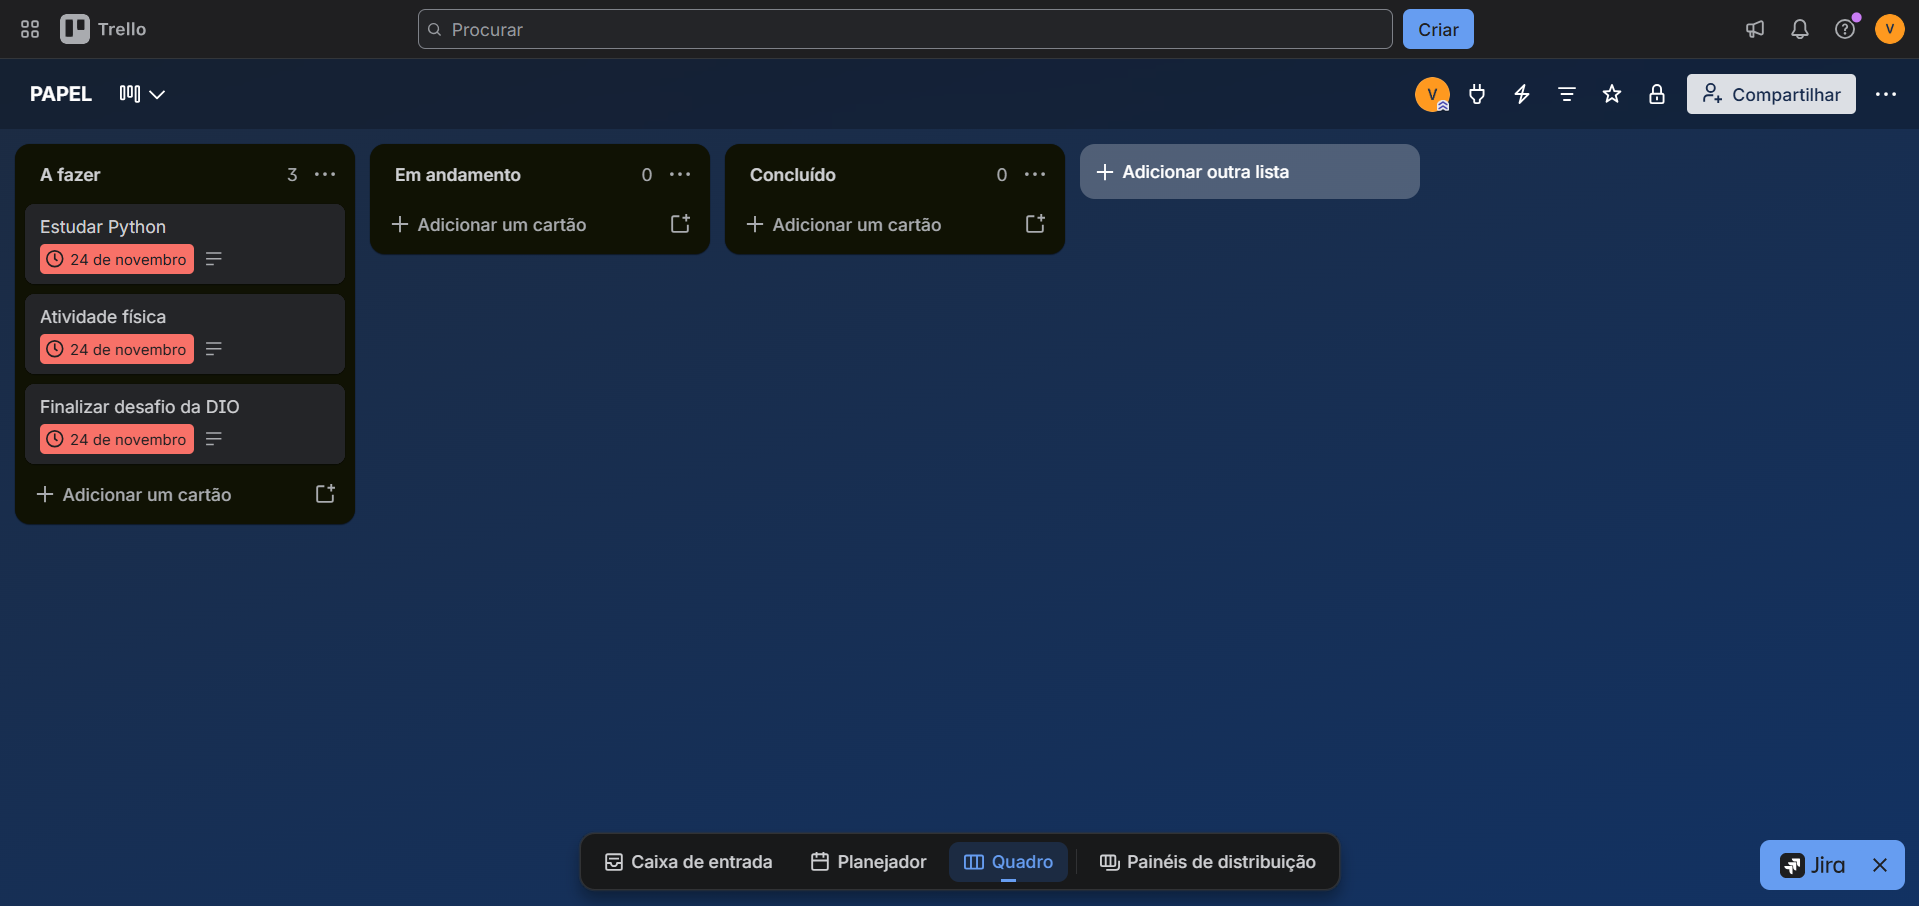 Trello
Procurar
Criar
V
PAPEL
V
Compartilhar
A fazer 3
Estudar Python
24 de novembro
Atividade física
24 de novembro
Finalizar desafio da DIO
24 de novembro
Adicionar um cartão
Em andamento 0
Adicionar um cartão
Concluído 0
Adicionar um cartão
Adicionar outra lista
Caixa de entrada
Planejador
Quadro
Painéis de distribuição
Jira